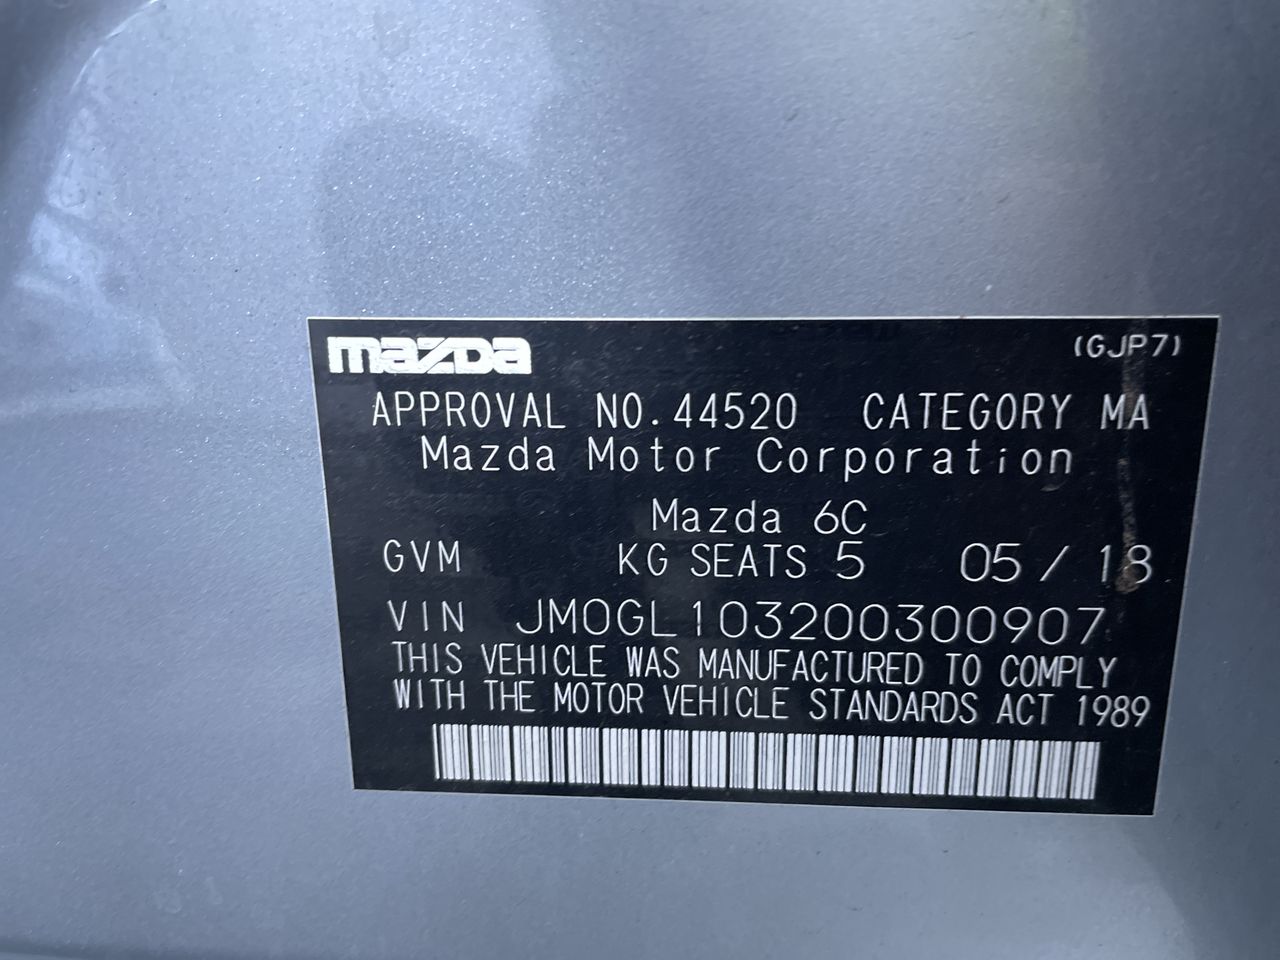 mazda (GJP7)
APPROVAL NO.44520 CATEGORY MA
Mazda Motor Corporation
Mazda 6C
GVM KG SEATS 5 05/18
VIN JM0GL103200300907
THIS VEHICLE WAS MANUFACTURED TO COMPLY
WITH THE MOTOR VEHICLE STANDARDS ACT 1989